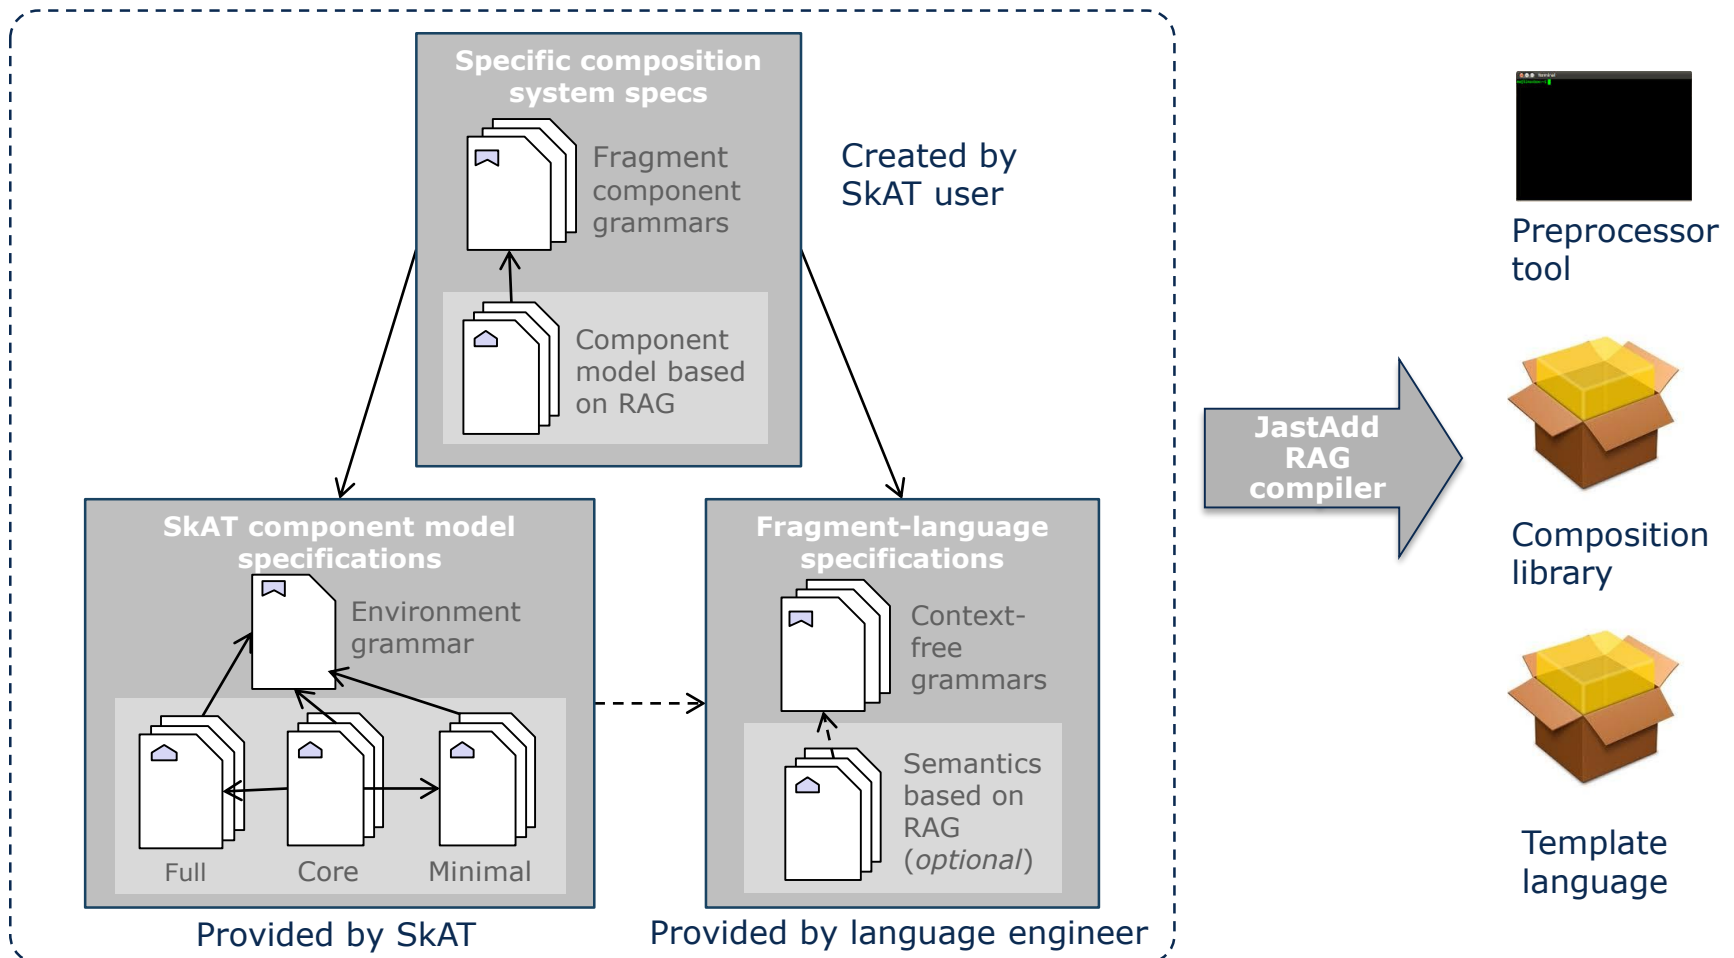 Specific composition
system specs
Fragment
component
grammars
Component
model based
on RAG
Created by
SkAT user
SkAT component model
specifications
Environment
grammar
Full
Core
Minimal
Provided by SkAT
Fragment-language
specifications
Context-
free
grammars
Semantics
based on
RAG
(optional)
Provided by language engineer
JastAdd
RAG
compiler
Terminal
Preprocessor
tool
Composition
library
Template
language